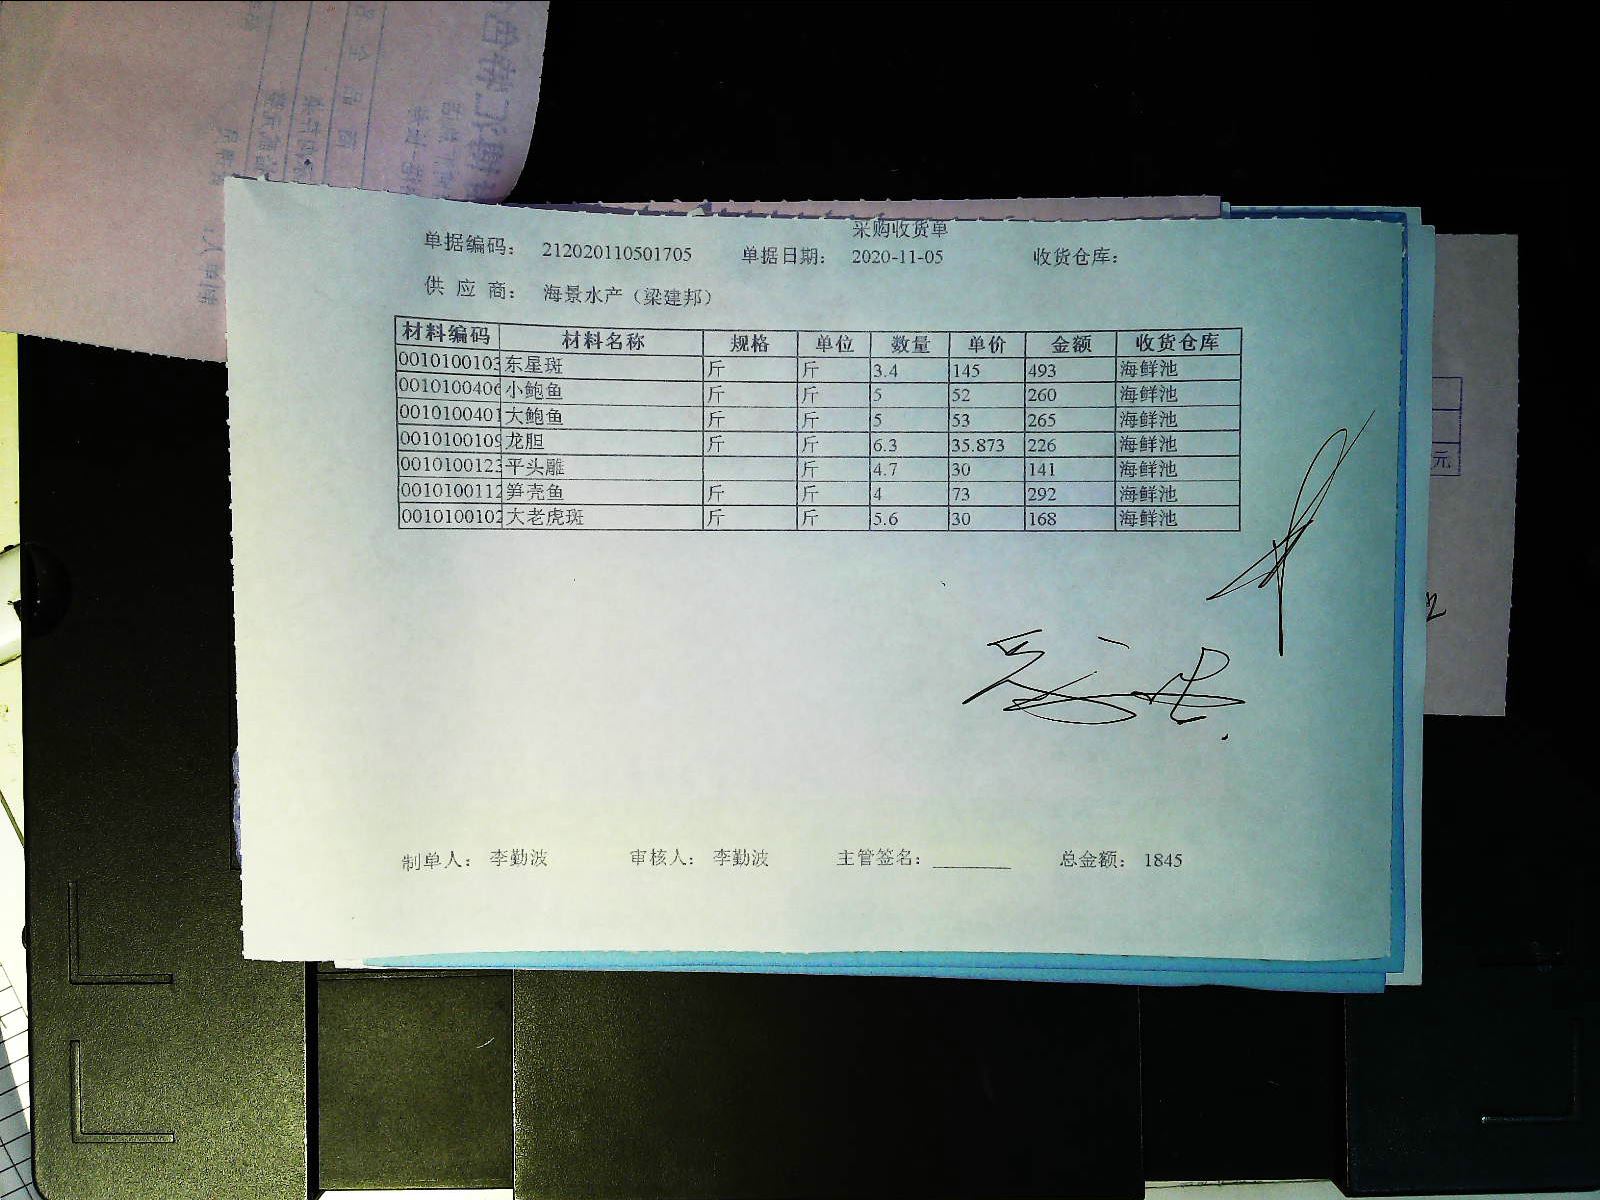 采购收货单
单据编码： 212020110501705 单据日期： 2020-11-05 收货仓库：
供 应 商： 海景水产（梁建邦）
材料编码 材料名称 规格 单位 数量 单价 金额 收货仓库
0010100103 东星斑 斤 斤 3.4 145 493 海鲜池
0010100406 小鲍鱼 斤 斤 5 52 260 海鲜池
0010100401 大鲍鱼 斤 斤 5 53 265 海鲜池
0010100109 龙胆 斤 斤 6.3 35.873 226 海鲜池
0010100123 平头雕 斤 4.7 30 141 海鲜池
0010100112 笋壳鱼 斤 斤 4 73 292 海鲜池
0010100102 大老虎斑 斤 斤 5.6 30 168 海鲜池
元
制单人： 李勤波 审核人： 李勤波 主管签名： 总金额： 1845